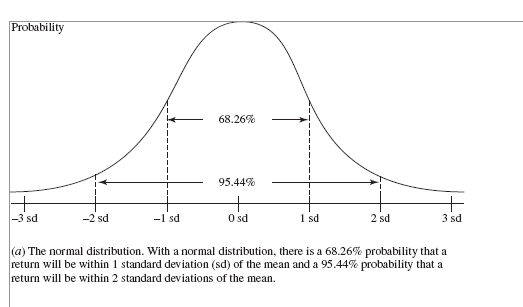 Probability
68.26%
95.44%
–3 sd –2 sd –1 sd 0 sd 1 sd 2 sd 3 sd
(a) The normal distribution. With a normal distribution, there is a 68.26% probability that a
return will be within 1 standard deviation (sd) of the mean and a 95.44% probability that a
return will be within 2 standard deviations of the mean.